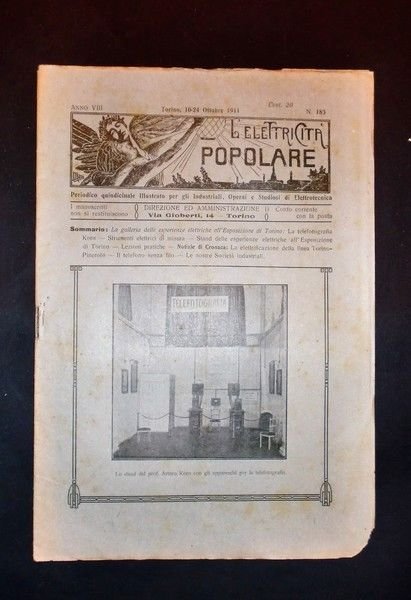 ANNO VIII Torino, 10-24 Ottobre 1911 Cent. 20 N. 183
L'ELETTRICITÀ
POPOLARE
Periodico quindicinale illustrato per gli Industriali, Operai e Studiosi di Elettrotecnica
I manoscritti
non si restituiscono
DIREZIONE ED AMMINISTRAZIONE
Via Gioberti, 14 - Torino
Conto corrente
con la posta
Sommario: La galleria delle esperienze elettriche all'Esposizione di Torino: La telefotografia
Korn — Strumenti elettrici di misura — Stand delle esperienze elettriche all'Esposizione
di Torino — Lezioni pratiche — Notizie di Cronaca: La elettrificazione della linea Torino-
Pinerolo — Il telefono senza filo — Le nostre Società industriali.
TELEFOTOGRAFIA
Lo stand del prof. Arturo Korn con gli apparecchi per la telefotografia.